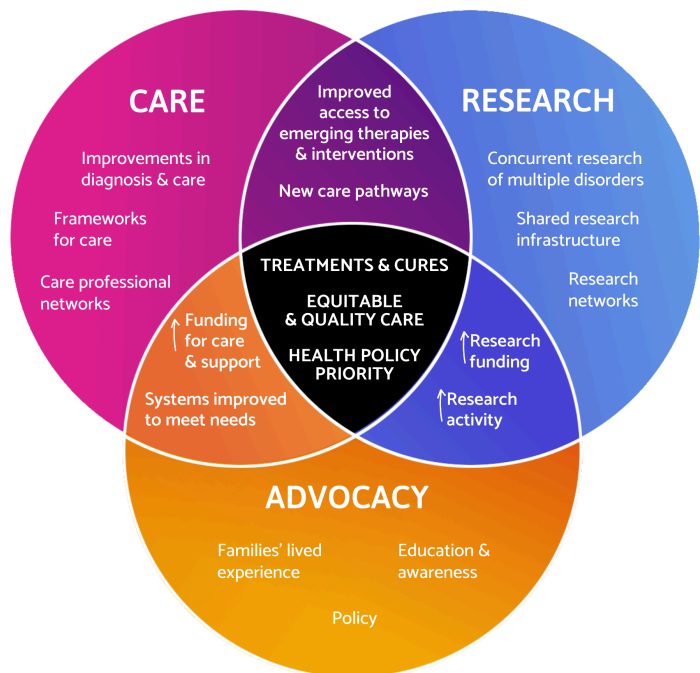 CARE
Improvements in
diagnosis & care
Frameworks
for care
Care professional
networks
Improved
access to
emerging therapies
& interventions
New care pathways
RESEARCH
Concurrent research
of multiple disorders
Shared research
infrastructure
Research
networks
TREATMENTS & CURES
EQUITABLE
& QUALITY CARE
HEALTH POLICY
PRIORITY
↑ Funding
for care
& support
Systems improved
to meet needs
↑ Research
funding
↑ Research
activity
ADVOCACY
Families' lived
experience
Education &
awareness
Policy